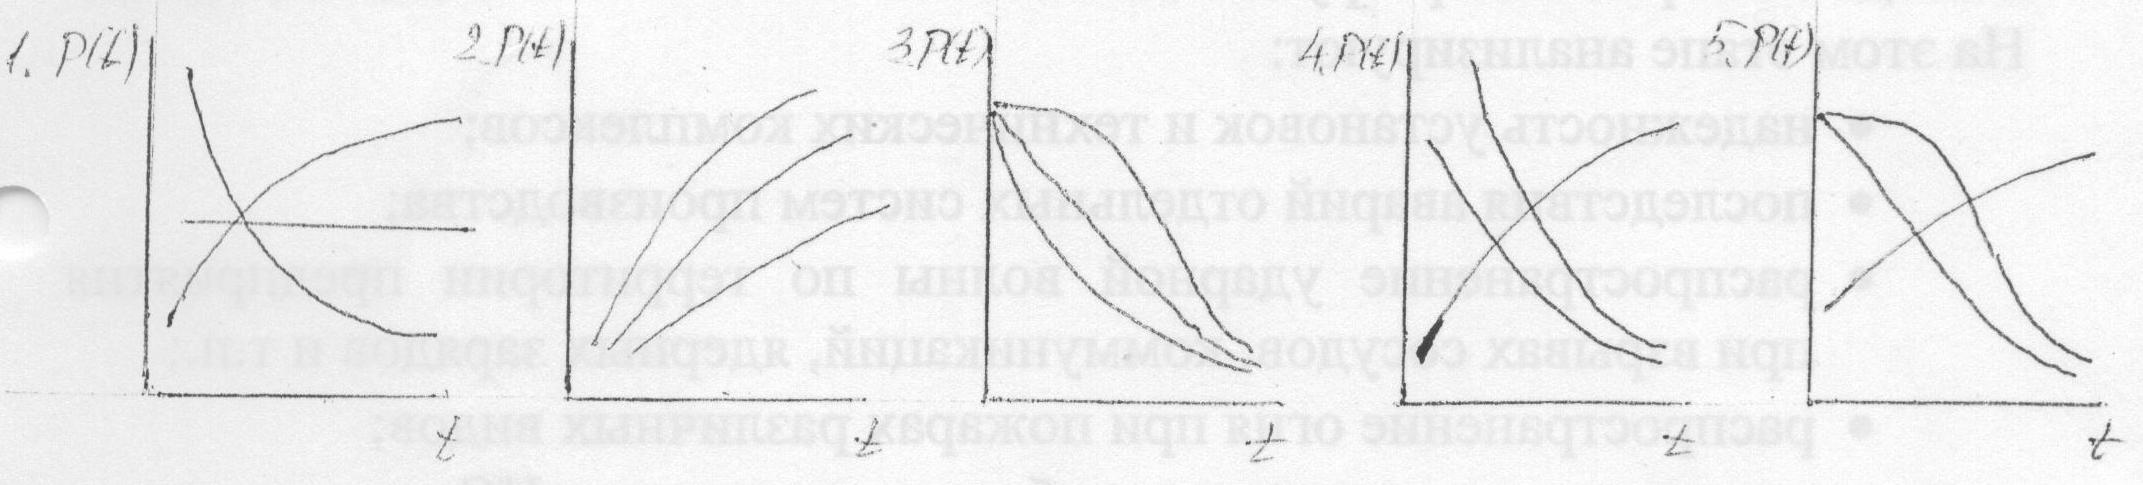 1. P(t) 2. P(t) 3. P(t) 4. P(t) 5. P(t)
На этом этапе анализируют:
• надежность установок и технических комплексов;
• последствия аварий отдельных систем производства;
• распространение ударной волны по территории предприятия
при взрывах сосудов, коммуникаций, ядерных зарядов и т.п.;
• распространение огня при пожарах различных видов;
t t t t t